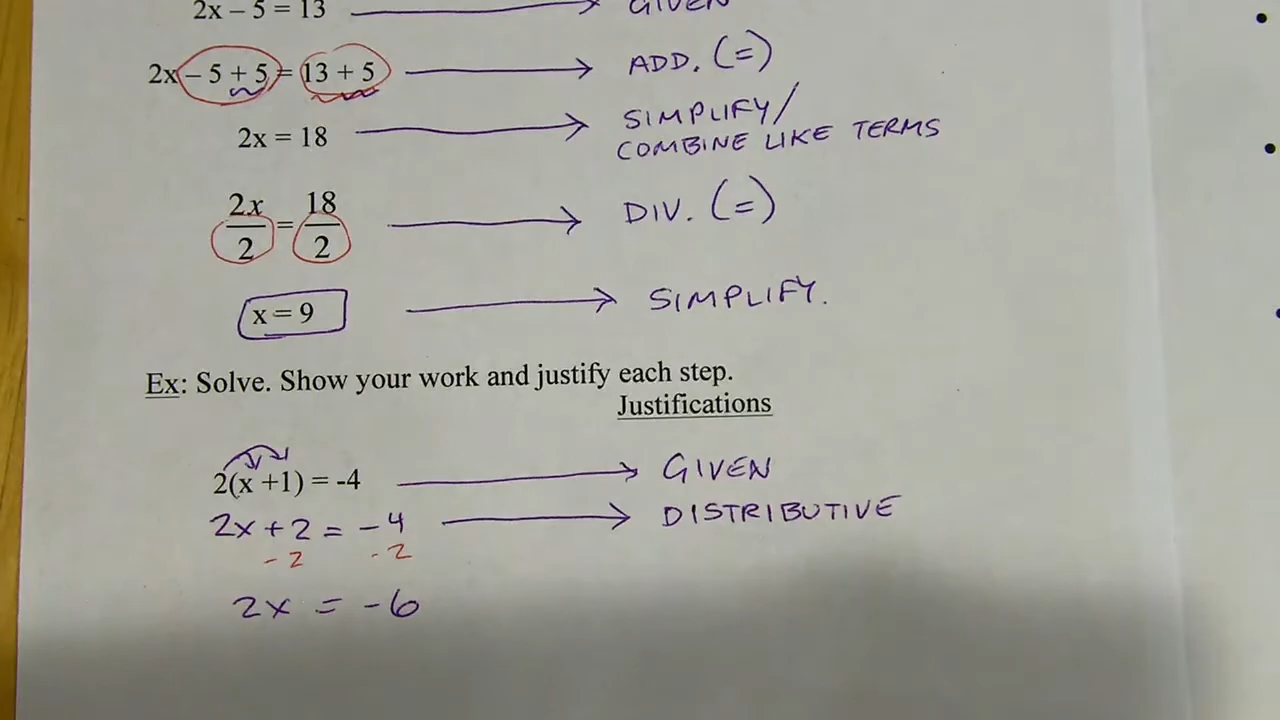 2x – 5 = 13 GIVEN
2x – 5 + 5 = 13 + 5 ADD. (=)
2x = 18 SIMPLIFY/
COMBINE LIKE TERMS
2x/2 = 18/2 DIV. (=)
x = 9 SIMPLIFY.
Ex: Solve. Show your work and justify each step.
Justifications
2(x +1) = -4 GIVEN
2x + 2 = -4 DISTRIBUTIVE
-2 -2
2x = -6